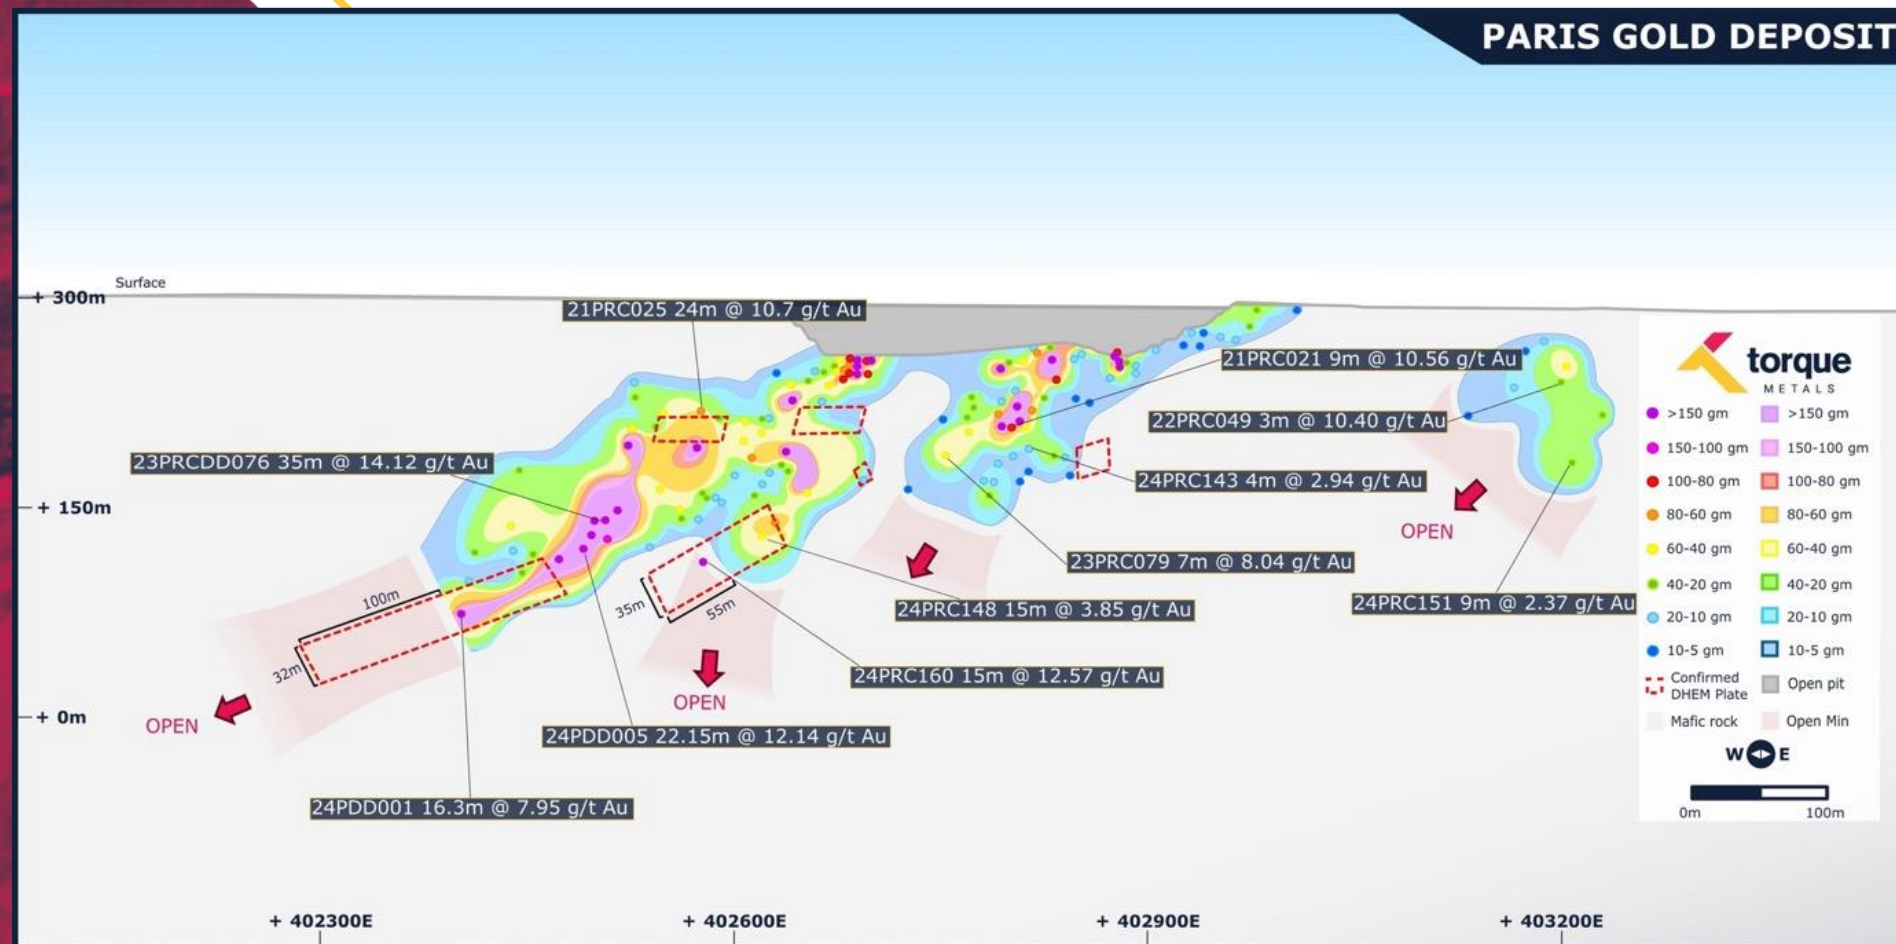 PARIS GOLD DEPOSIT
Surface
+ 300m
21PRC025 24m @ 10.7 g/t Au
21PRC021 9m @ 10.56 g/t Au
22PRC049 3m @ 10.40 g/t Au
23PRCDD076 35m @ 14.12 g/t Au
24PRC143 4m @ 2.94 g/t Au
+ 150m
OPEN
23PRC079 7m @ 8.04 g/t Au
100m
35m
55m
24PRC148 15m @ 3.85 g/t Au
24PRC151 9m @ 2.37 g/t Au
32m
24PRC160 15m @ 12.57 g/t Au
OPEN
+ 0m
OPEN
24PDD005 22.15m @ 12.14 g/t Au
24PDD001 16.3m @ 7.95 g/t Au
torque
METALS
>150 gm >150 gm
150-100 gm 150-100 gm
100-80 gm 100-80 gm
80-60 gm 80-60 gm
60-40 gm 60-40 gm
40-20 gm 40-20 gm
20-10 gm 20-10 gm
10-5 gm 10-5 gm
Confirmed
DHEM Plate Open pit
Mafic rock Open Min
W E
0m 100m
+ 402300E + 402600E + 402900E + 403200E